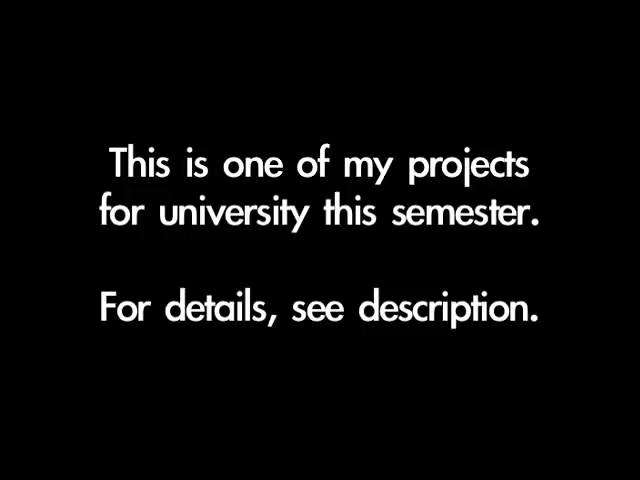 This is one of my projects
for university this semester.
For details, see description.